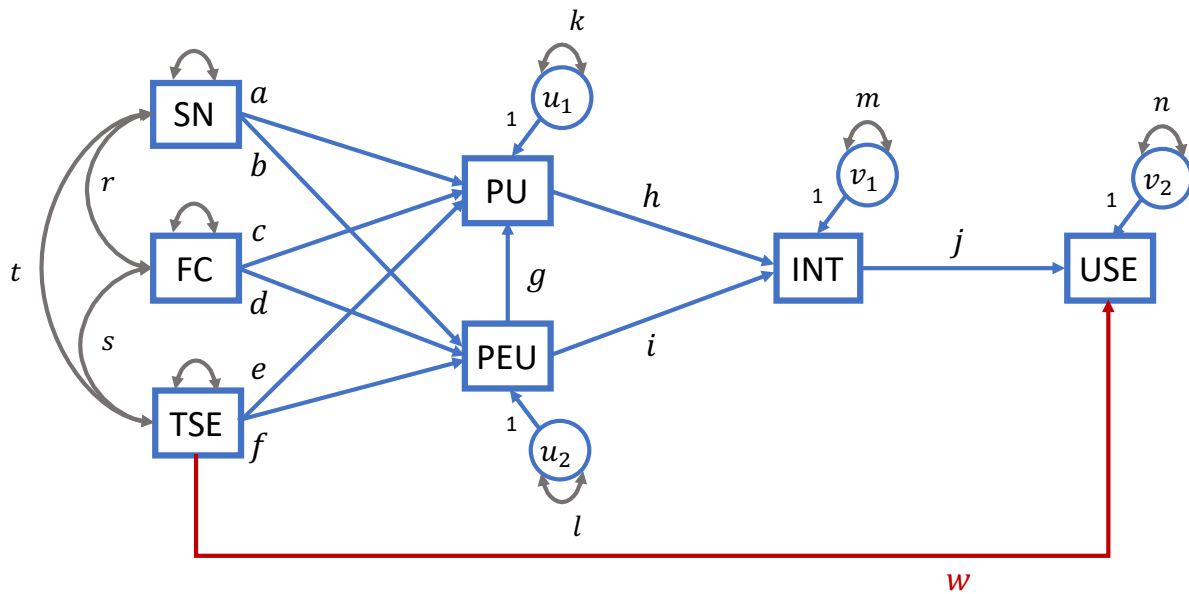 k
SN
a
u₁
m
n
1
b
PU
v₁
v₂
r
h
1
1
c
t
FC
g
INT
j
USE
d
s
PEU
i
e
TSE
1
f
u₂
l
w